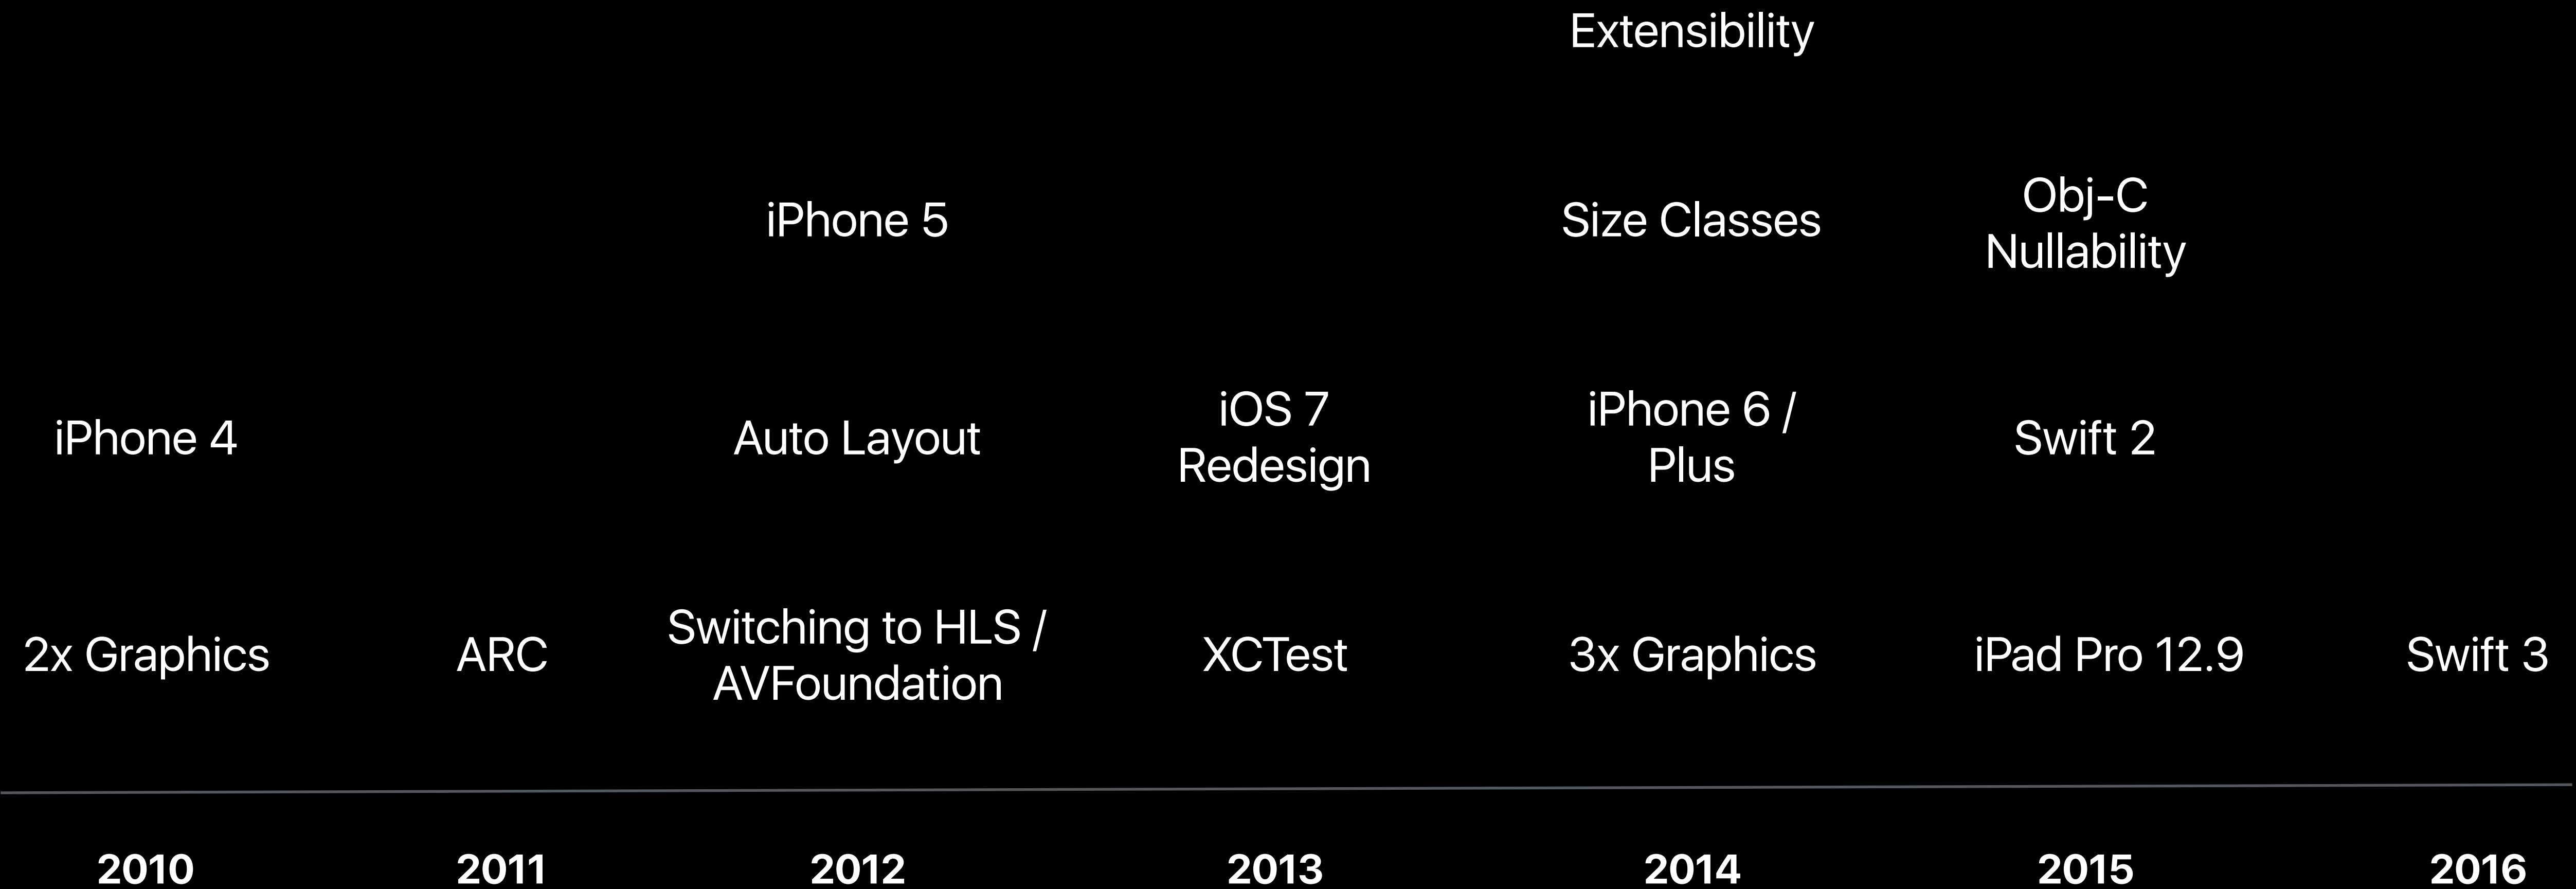 Extensibility
iPhone 5
Size Classes
Obj-C
Nullability
iPhone 4
Auto Layout
iOS 7
Redesign
iPhone 6 /
Plus
Swift 2
2x Graphics
ARC
Switching to HLS /
AVFoundation
XCTest
3x Graphics
iPad Pro 12.9
Swift 3
2010
2011
2012
2013
2014
2015
2016